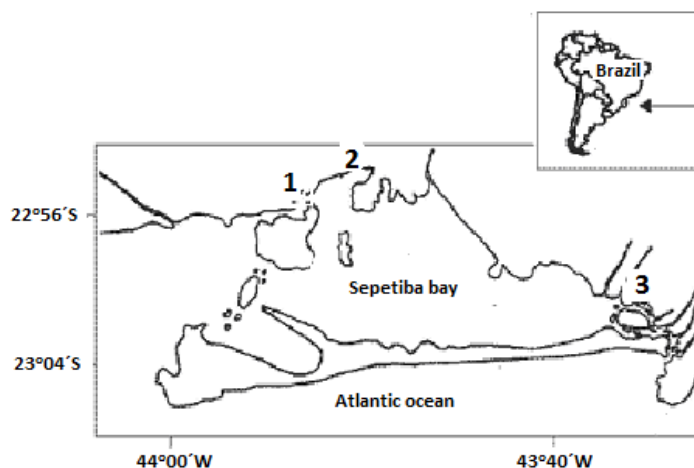 Brazil
1
2
22°56´S
Sepetiba bay
3
23°04´S
Atlantic ocean
44°00´W
43°40´W